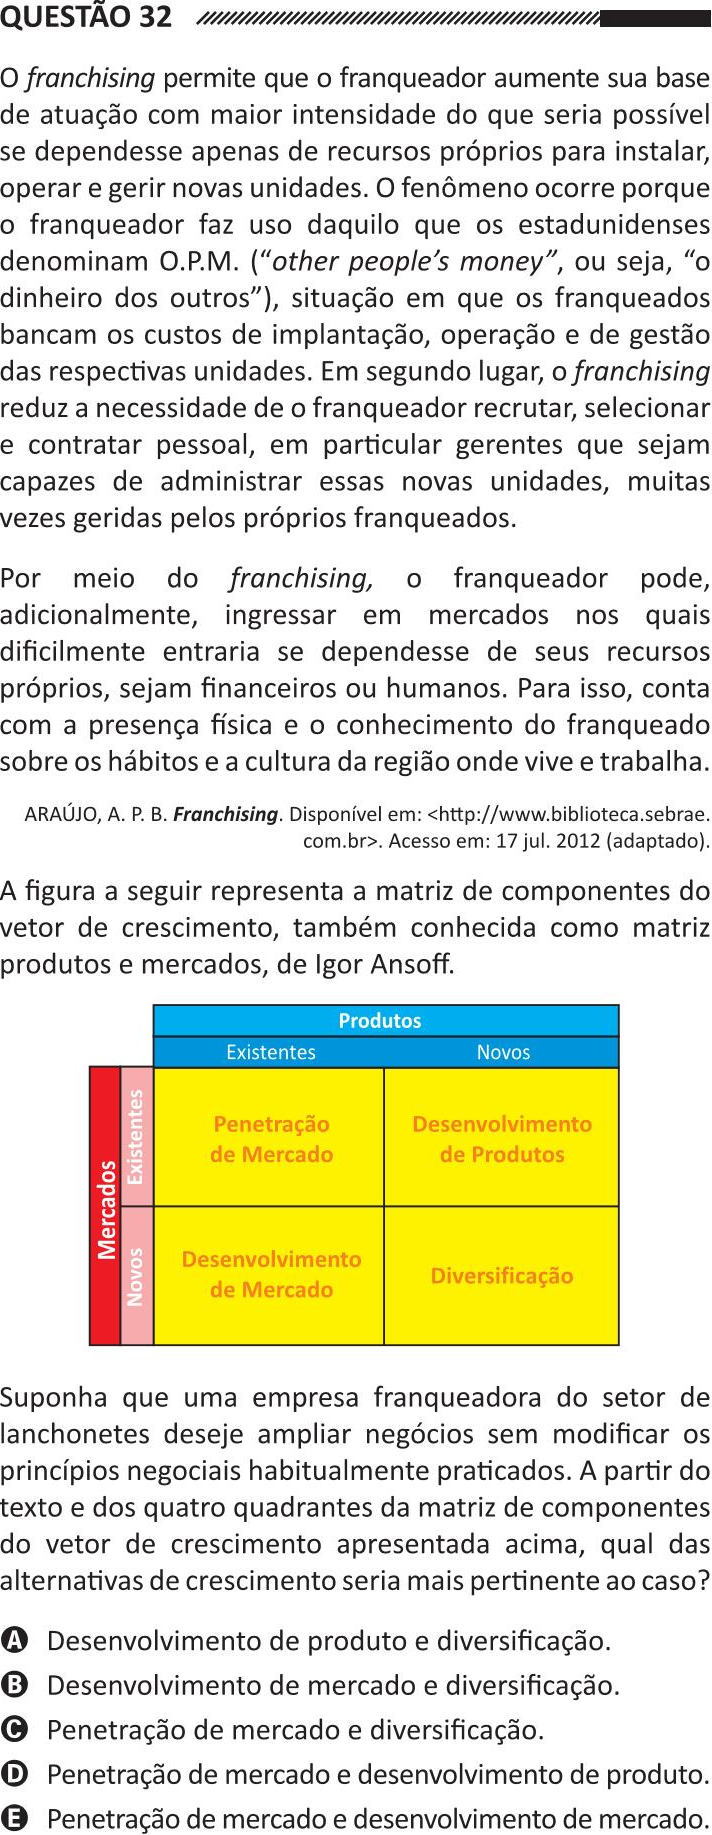 QUESTÃO 32
O franchising permite que o franqueador aumente sua base
de atuação com maior intensidade do que seria possível
se dependesse apenas de recursos próprios para instalar,
operar e gerir novas unidades. O fenômeno ocorre porque
o franqueador faz uso daquilo que os estadunidenses
denominam O.P.M. (“other people’s money”, ou seja, “o
dinheiro dos outros”), situação em que os franqueados
bancam os custos de implantação, operação e de gestão
das respectivas unidades. Em segundo lugar, o franchising
reduz a necessidade de o franqueador recrutar, selecionar
e contratar pessoal, em particular gerentes que sejam
capazes de administrar essas novas unidades, muitas
vezes geridas pelos próprios franqueados.
Por meio do franchising, o franqueador pode,
adicionalmente, ingressar em mercados nos quais
dificilmente entraria se dependesse de seus recursos
próprios, sejam financeiros ou humanos. Para isso, conta
com a presença física e o conhecimento do franqueado
sobre os hábitos e a cultura da região onde vive e trabalha.
ARAÚJO, A. P. B. Franchising. Disponível em: <http://www.biblioteca.sebrae.
com.br>. Acesso em: 17 jul. 2012 (adaptado).
A figura a seguir representa a matriz de componentes do
vetor de crescimento, também conhecida como matriz
produtos e mercados, de Igor Ansoff.
Produtos
Existentes Novos
Mercados
Existentes
Penetração
de Mercado
Desenvolvimento
de Produtos
Novos
Desenvolvimento
de Mercado
Diversificação
Suponha que uma empresa franqueadora do setor de
lanchonetes deseje ampliar negócios sem modificar os
princípios negociais habitualmente praticados. A partir do
texto e dos quatro quadrantes da matriz de componentes
do vetor de crescimento apresentada acima, qual das
alternativas de crescimento seria mais pertinente ao caso?
A Desenvolvimento de produto e diversificação.
B Desenvolvimento de mercado e diversificação.
C Penetração de mercado e diversificação.
D Penetração de mercado e desenvolvimento de produto.
E Penetração de mercado e desenvolvimento de mercado.